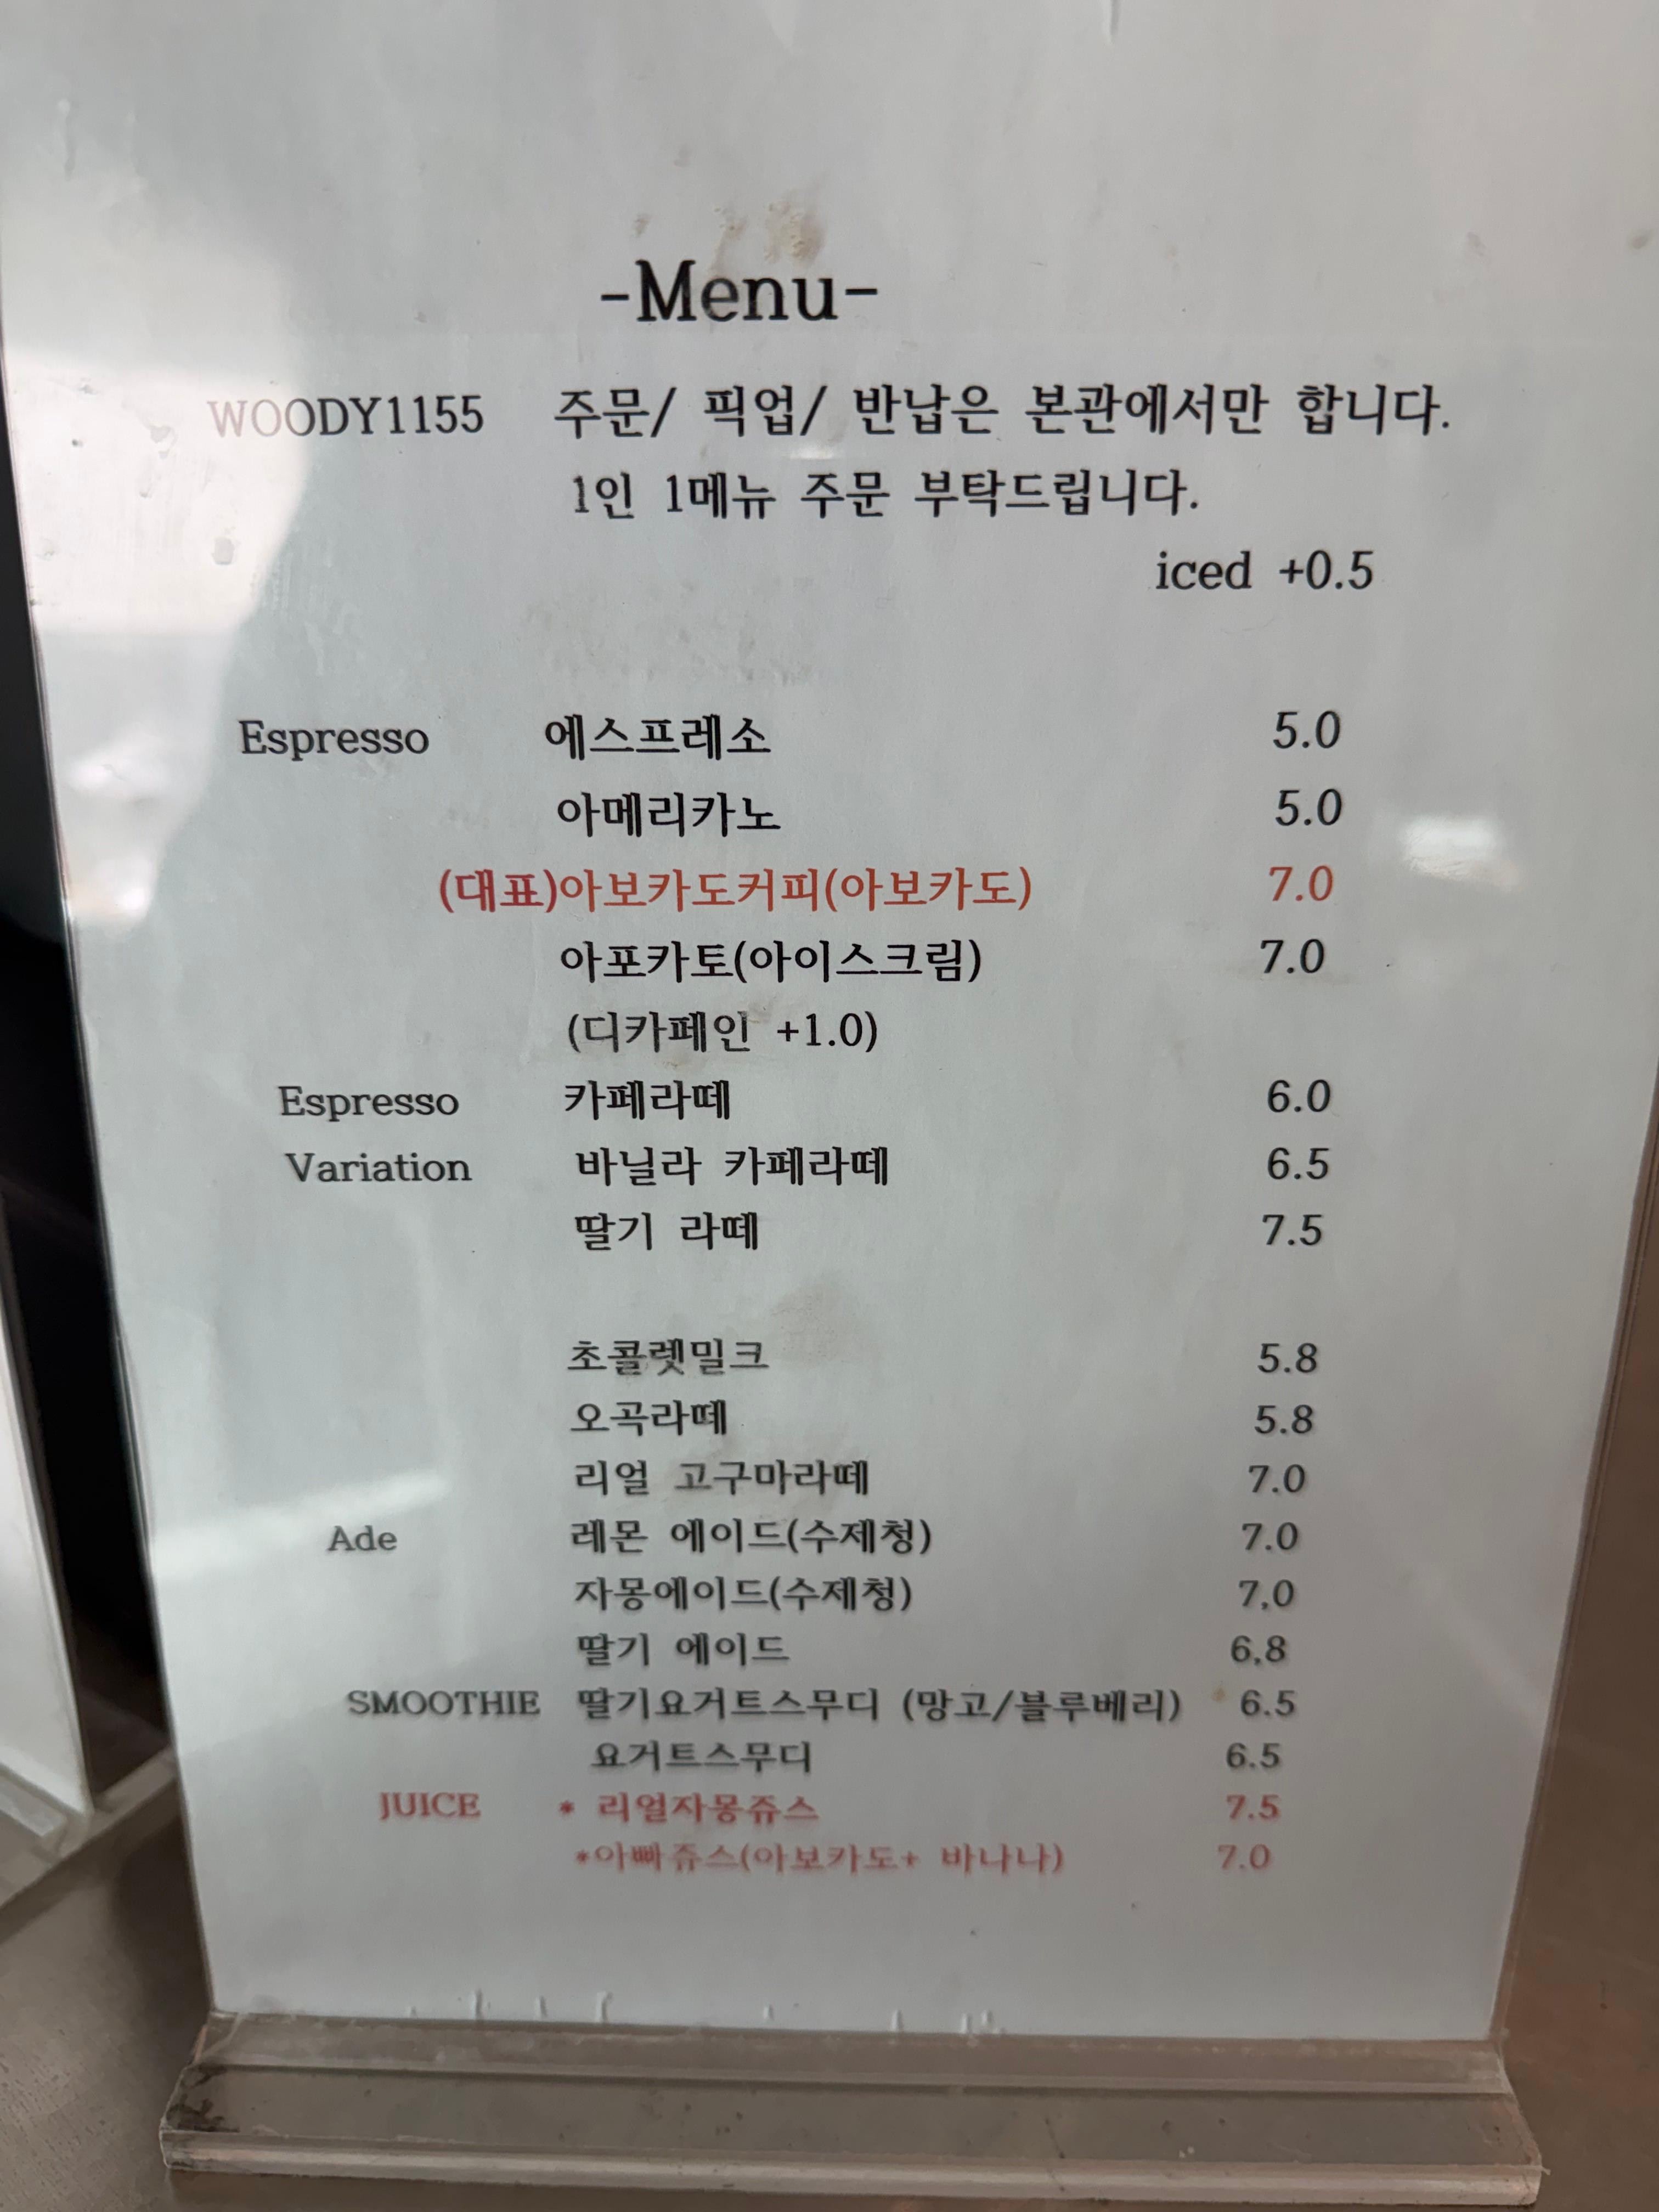 -Menu-
WOODY1155 주문/ 픽업/ 반납은 본관에서만 합니다.
1인 1메뉴 주문 부탁드립니다.
iced +0.5
Espresso 에스프레소 5.0
아메리카노 5.0
(대표)아보카도커피(아보카도) 7.0
아포카토(아이스크림) 7.0
(디카페인 +1.0)
Espresso 카페라떼 6.0
Variation 바닐라 카페라떼 6.5
딸기 라떼 7.5
초콜렛밀크 5.8
오곡라떼 5.8
리얼 고구마라떼 7.0
Ade 레몬 에이드(수제청) 7.0
자몽에이드(수제청) 7,0
딸기 에이드 6,8
SMOOTHIE 딸기요거트스무디 (망고/블루베리) 6.5
요거트스무디 6.5
JUICE * 리얼자몽쥬스 7.5
*아빠쥬스(아보카도+ 바나나) 7.0